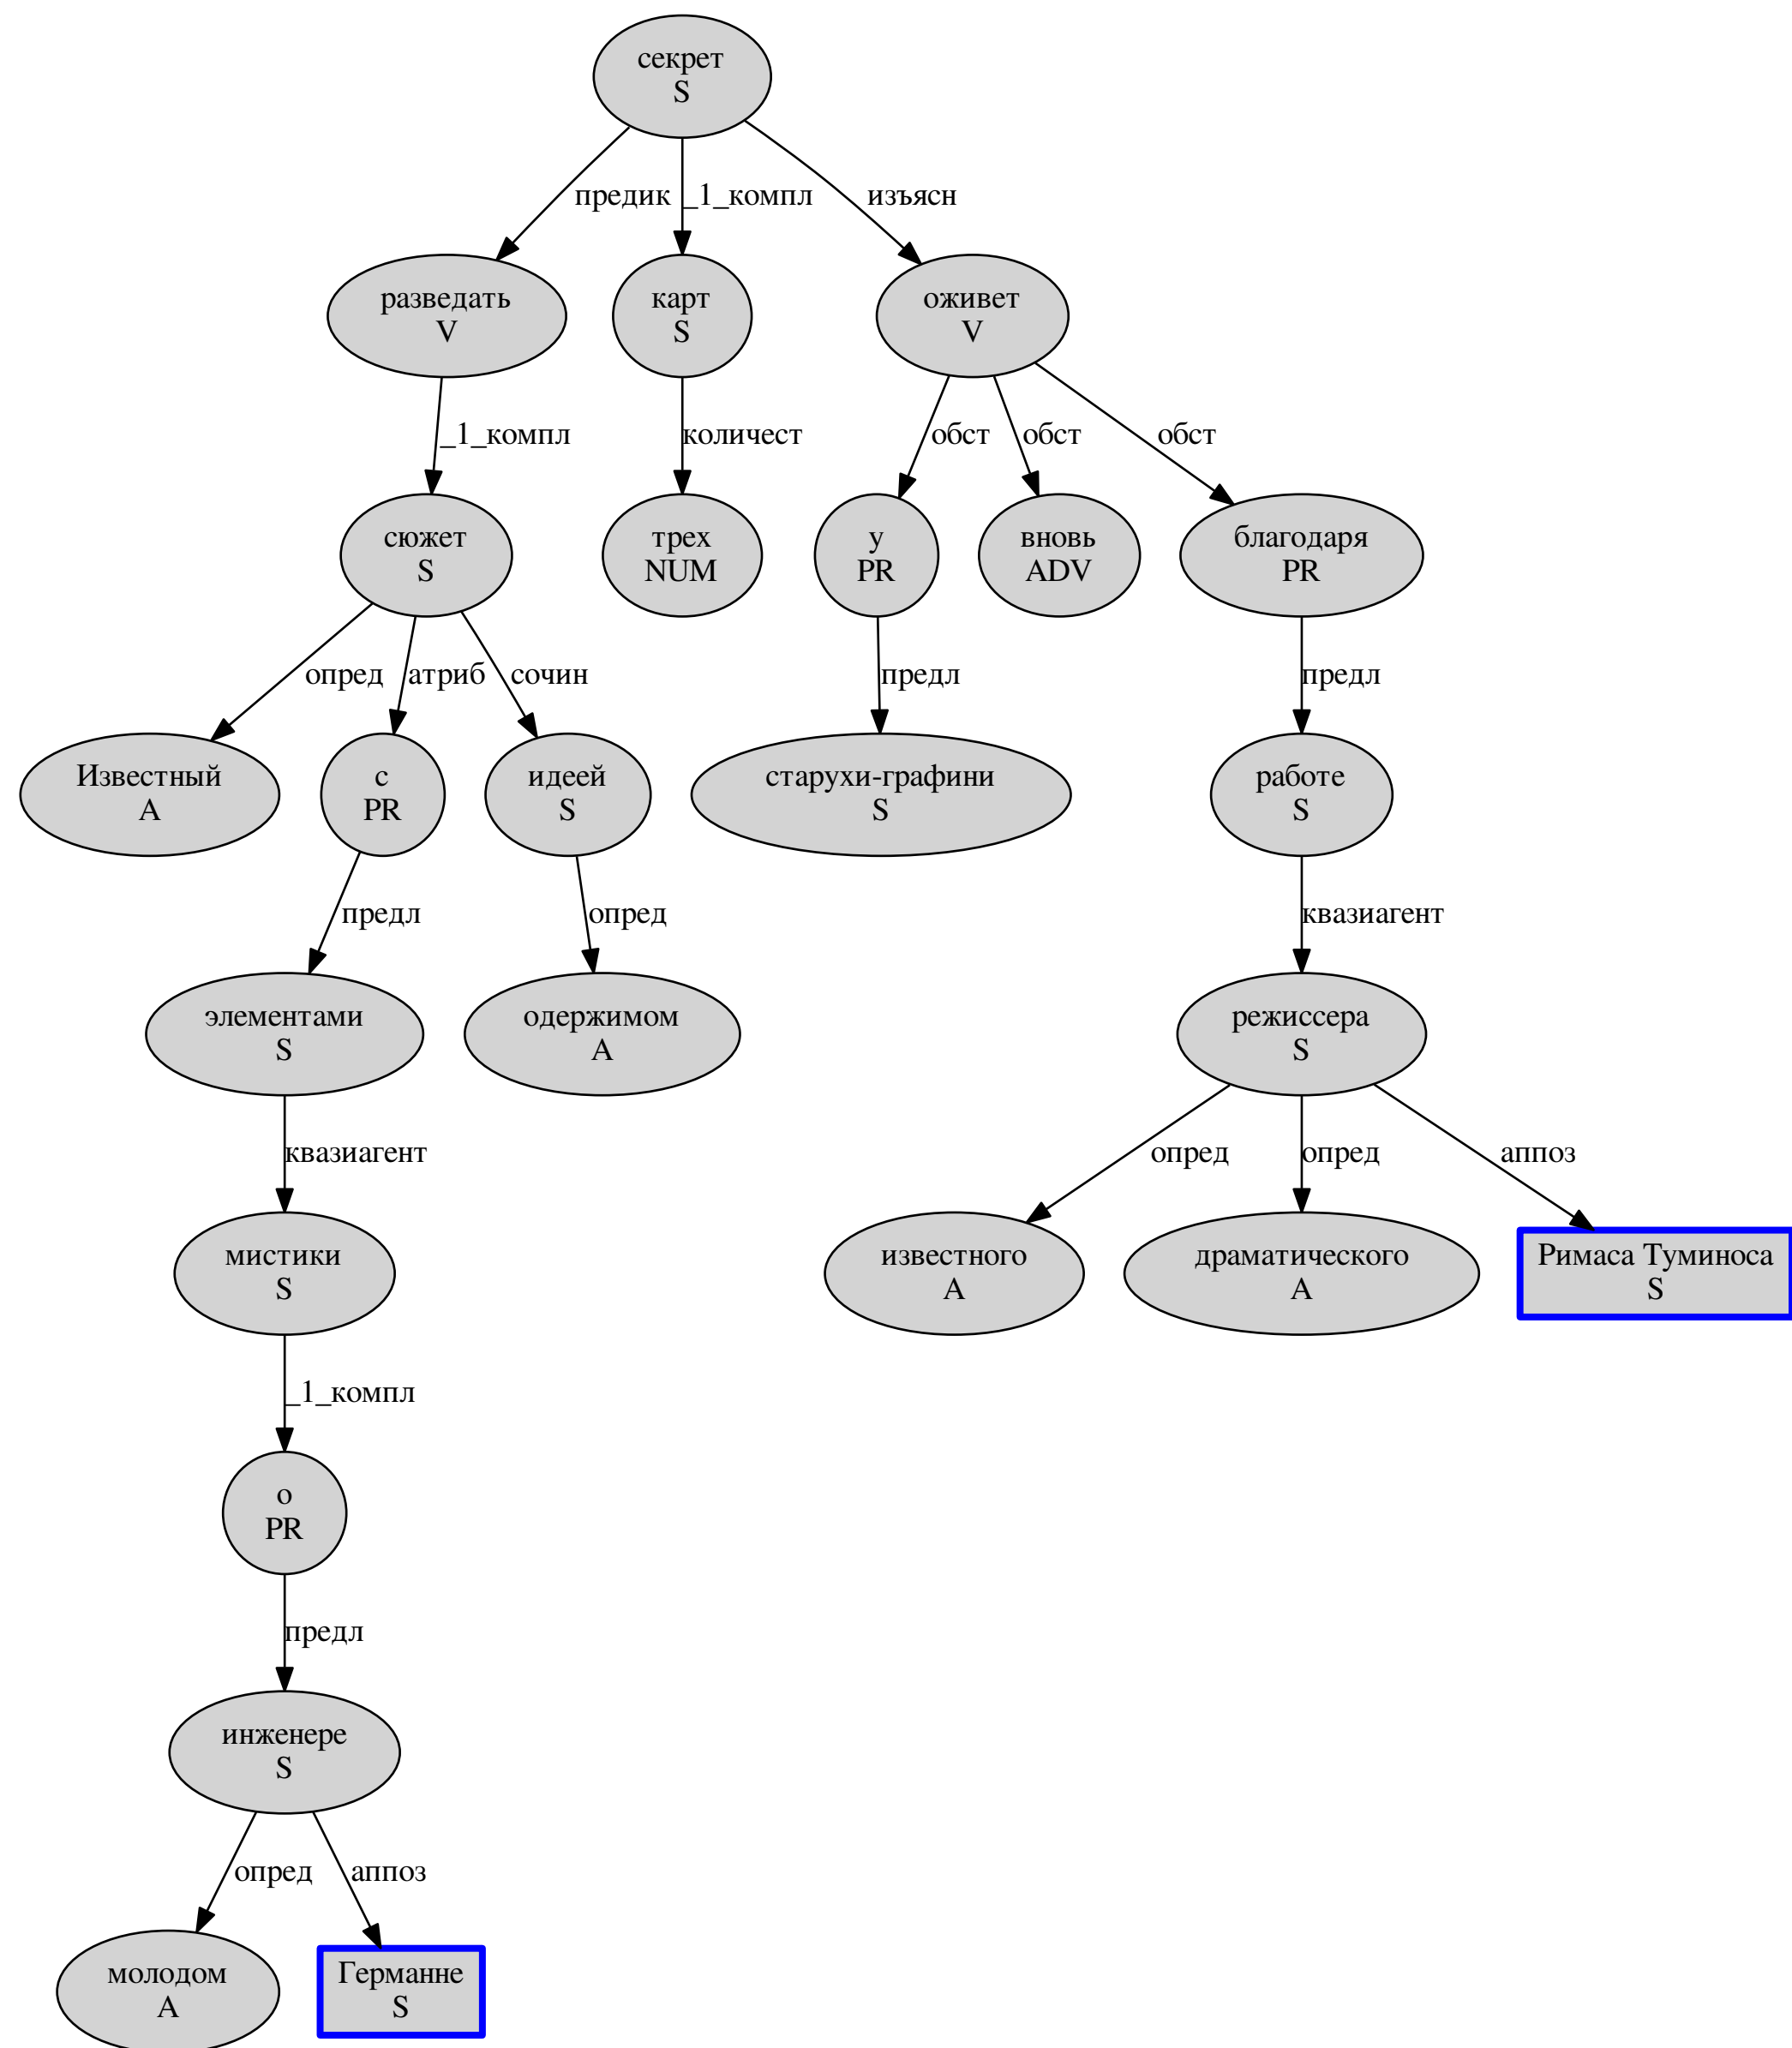 секрет
S
предик
_1_компл
изъясн
разведать
V
карт
S
оживет
V
_1_компл
количест
обст
обст
обст
сюжет
S
трех
NUM
у
PR
вновь
ADV
благодаря
PR
опред
атриб
сочин
предл
предл
Известный
A
с
PR
идеей
S
старухи-графини
S
работе
S
предл
опред
квазиагент
элементами
S
одержимом
A
режиссера
S
квазиагент
опред
опред
аппоз
мистики
S
известного
A
драматического
A
Римаса Туминоса
S
_1_компл
о
PR
предл
инженере
S
опред
аппоз
молодом
A
Германне
S